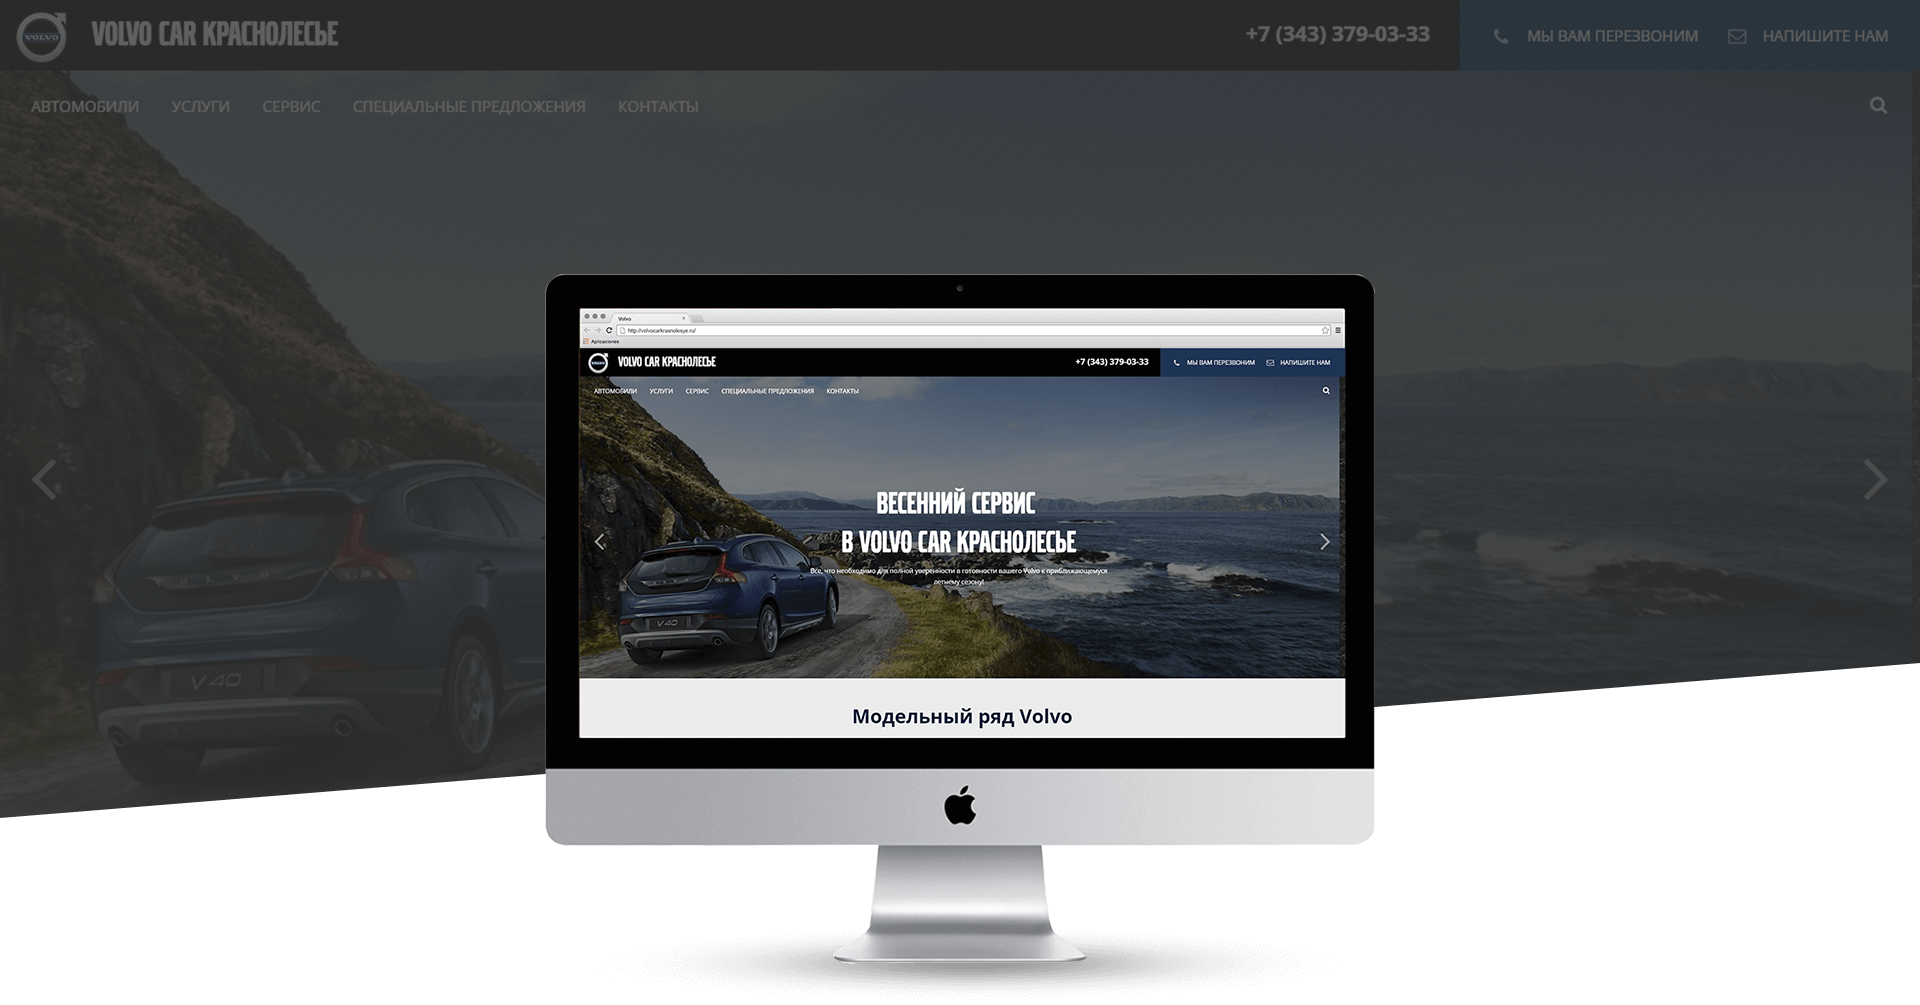 VOLVO
VOLVO CAR КРАСНОЛЕСЬЕ
+7 (343) 379-03-33
МЫ ВАМ ПЕРЕЗВОНИМ
НАПИШИТЕ НАМ
АВТОМОБИЛИ УСЛУГИ СЕРВИС СПЕЦИАЛЬНЫЕ ПРЕДЛОЖЕНИЯ КОНТАКТЫ
V40
Volvo
http://volvocarkrasnolesye.ru/
Aplicaciones
VOLVO
VOLVO CAR КРАСНОЛЕСЬЕ
+7 (343) 379-03-33
МЫ ВАМ ПЕРЕЗВОНИМ
НАПИШИТЕ НАМ
АВТОМОБИЛИ УСЛУГИ СЕРВИС СПЕЦИАЛЬНЫЕ ПРЕДЛОЖЕНИЯ КОНТАКТЫ
ВЕСЕННИЙ СЕРВИС
В VOLVO CAR КРАСНОЛЕСЬЕ
Все, что необходимо для полной уверенности в готовности вашего Volvo к приближающемуся
летнему сезону!
V40
Модельный ряд Volvo